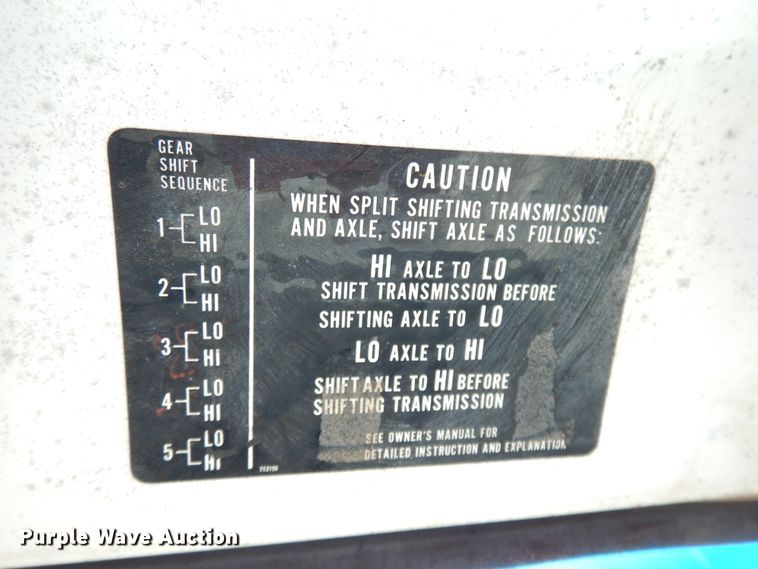 GEAR
SHIFT
SEQUENCE
1 LO
HI
2 LO
HI
3 LO
HI
4 LO
HI
5 LO
HI
CAUTION
WHEN SPLIT SHIFTING TRANSMISSION
AND AXLE, SHIFT AXLE AS FOLLOWS:
HI AXLE TO LO
SHIFT TRANSMISSION BEFORE
SHIFTING AXLE TO LO
LO AXLE TO HI
SHIFT AXLE TO HI BEFORE
SHIFTING TRANSMISSION
SEE OWNER'S MANUAL FOR
DETAILED INSTRUCTION AND EXPLANATION
Purple Wave Auction